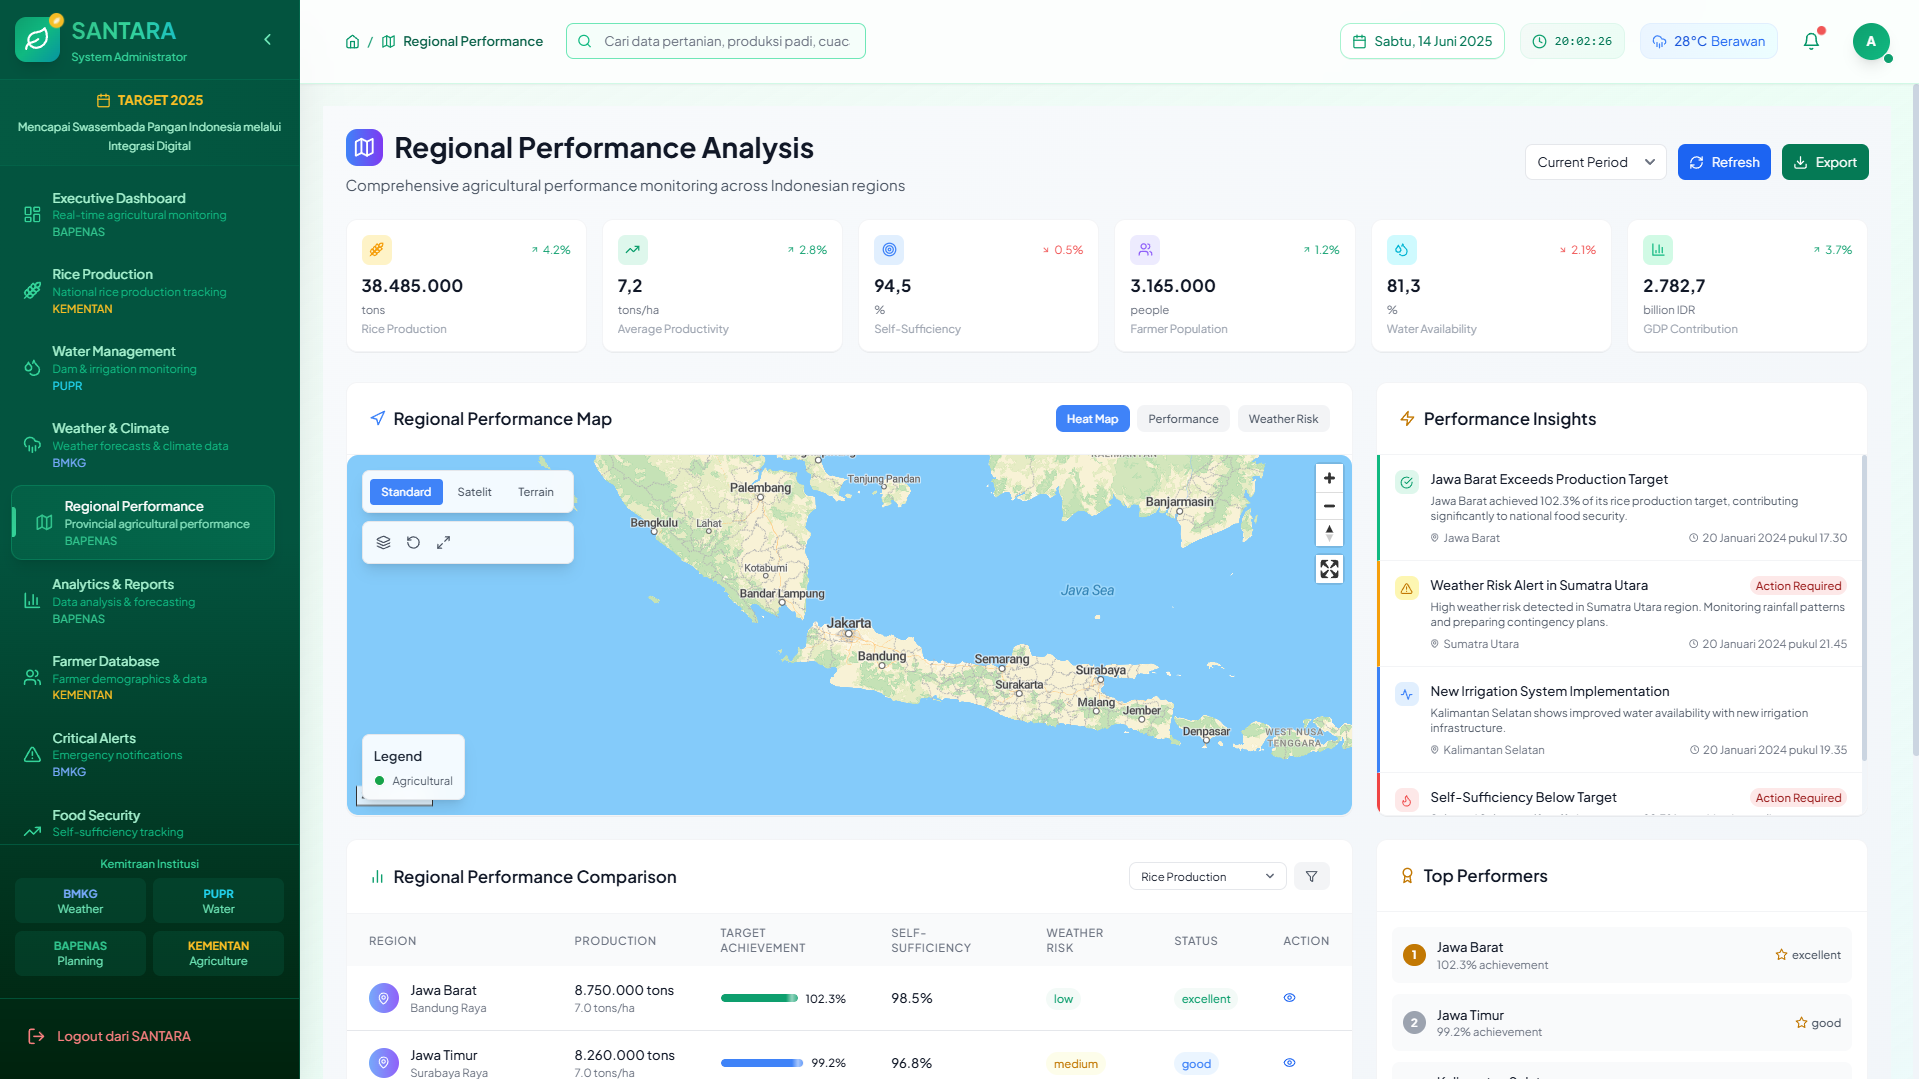 SANTARA
System Administrator
TARGET 2025
Mencapai Swasembada Pangan Indonesia melalui
Integrasi Digital
Executive Dashboard
Real-time agricultural monitoring
BAPENAS
Rice Production
National rice production tracking
KEMENTAN
Water Management
Dam & irrigation monitoring
PUPR
Weather & Climate
Weather forecasts & climate data
BMKG
Regional Performance
Provincial agricultural performance
BAPENAS
Analytics & Reports
Data analysis & forecasting
BAPENAS
Farmer Database
Farmer demographics & data
KEMENTAN
Critical Alerts
Emergency notifications
BMKG
Food Security
Self-sufficiency tracking
Kemitraan Institusi
BMKG
Weather
PUPR
Water
BAPENAS
Planning
KEMENTAN
Agriculture
Logout dari SANTARA
/ Regional Performance
Cari data pertanian, produksi padi, cuac
Sabtu, 14 Juni 2025
20:02:26
28°C Berawan
A
Regional Performance Analysis
Comprehensive agricultural performance monitoring across Indonesian regions
Current Period
Refresh
Export
4.2%
38.485.000
tons
Rice Production
2.8%
7,2
tons/ha
Average Productivity
0.5%
94,5
%
Self-Sufficiency
1.2%
3.165.000
people
Farmer Population
2.1%
81,3
%
Water Availability
3.7%
2.782,7
billion IDR
GDP Contribution
Regional Performance Map
Heat Map
Performance
Weather Risk
Standard
Satelit
Terrain
KALIMANTAN
Palembang
Tanjung Pandan
Banjarmasin
Bengkulu
Lahat
Kotabumi
Bandar Lampung
Java Sea
Jakarta
Bandung
Semarang
Surabaya
Surakarta
Malang
Jember
Denpasar
WEST NUSA
TENGGARA
Legend
Agricultural
Performance Insights
Jawa Barat Exceeds Production Target
Jawa Barat achieved 102.3% of its rice production target, contributing
significantly to national food security.
Jawa Barat
20 Januari 2024 pukul 17.30
Weather Risk Alert in Sumatra Utara
Action Required
High weather risk detected in Sumatra Utara region. Monitoring rainfall patterns
and preparing contingency plans.
Sumatra Utara
20 Januari 2024 pukul 21.45
New Irrigation System Implementation
Kalimantan Selatan shows improved water availability with new irrigation
infrastructure.
Kalimantan Selatan
20 Januari 2024 pukul 19.35
Self-Sufficiency Below Target
Action Required
Regional Performance Comparison
Rice Production
REGION
PRODUCTION
TARGET
ACHIEVEMENT
SELF-
SUFFICIENCY
WEATHER
RISK
STATUS
ACTION
Jawa Barat
Bandung Raya
8.750.000 tons
7.0 tons/ha
102.3%
98.5%
low
excellent
Jawa Timur
Surabaya Raya
8.260.000 tons
7.0 tons/ha
99.2%
96.8%
medium
good
Top Performers
1
Jawa Barat
102.3% achievement
excellent
2
Jawa Timur
99.2% achievement
good